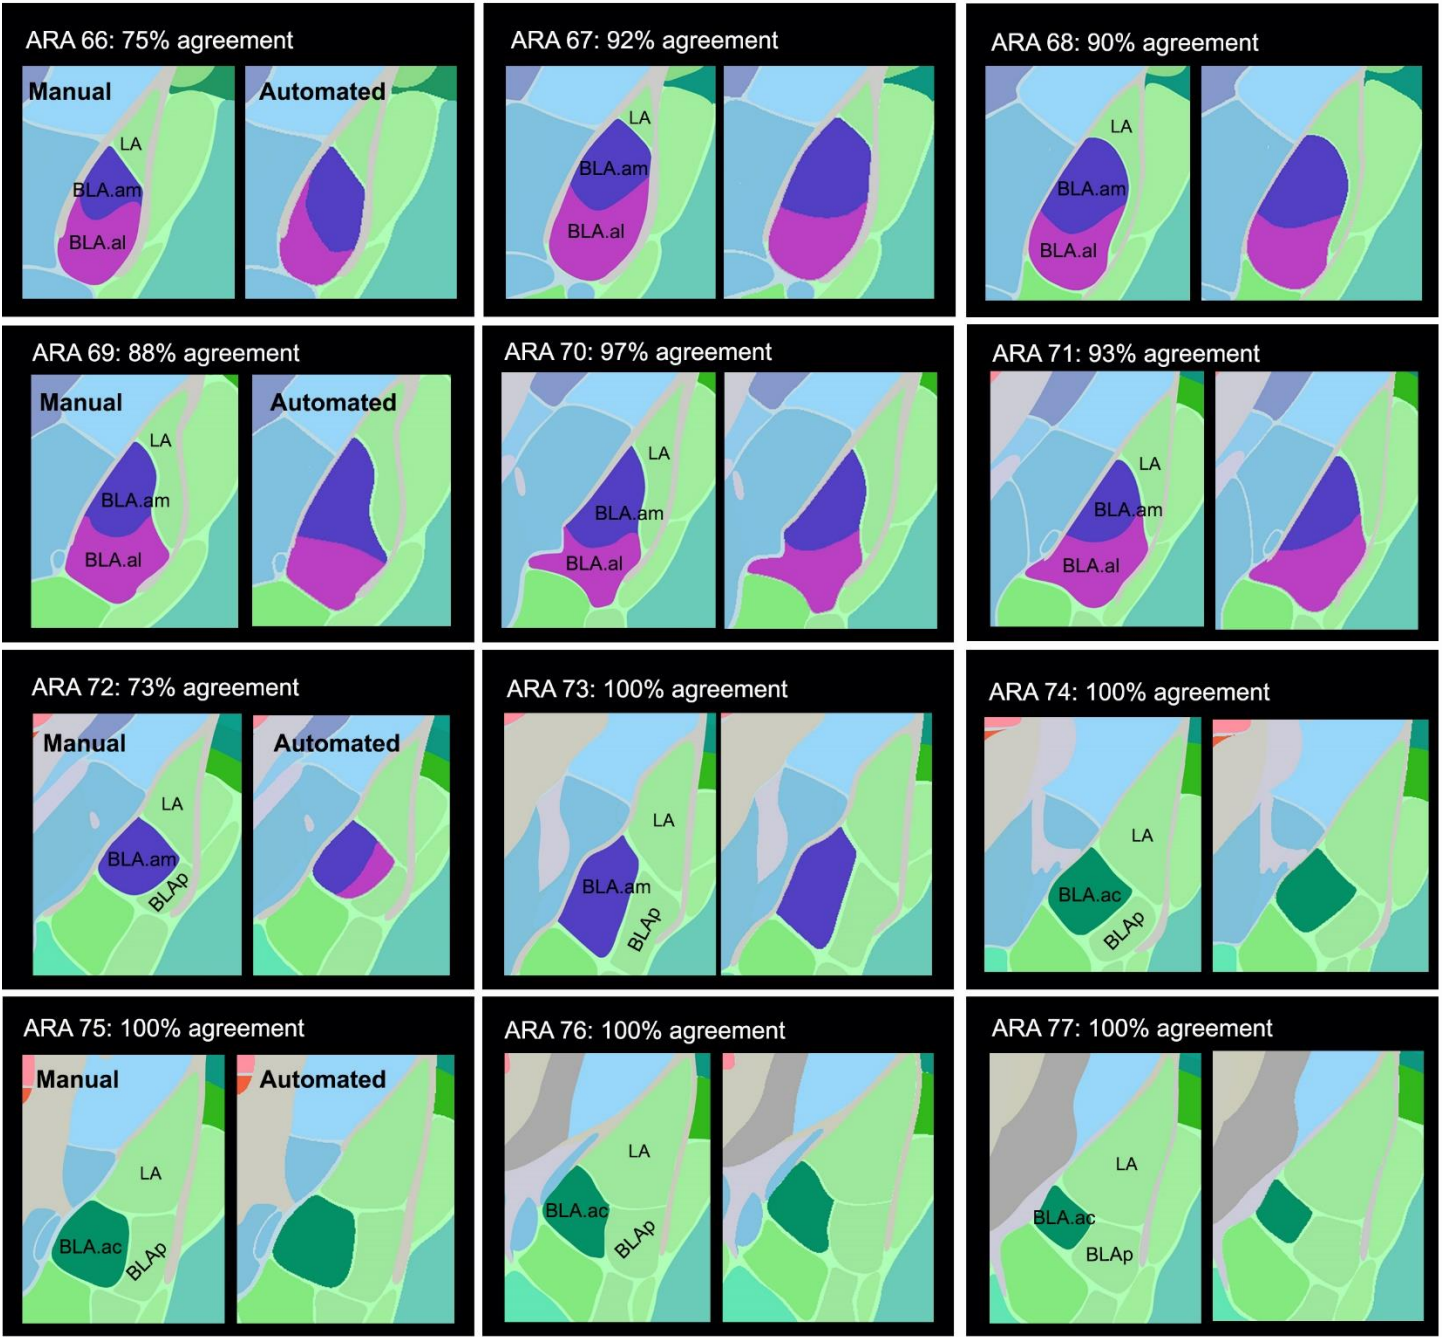 ARA 66: 75% agreement
Manual
Automated
LA
BLA.am
BLA.al
ARA 67: 92% agreement
LA
BLA.am
BLA.al
ARA 68: 90% agreement
LA
BLA.am
BLA.al
ARA 69: 88% agreement
Manual
Automated
LA
BLA.am
BLA.al
ARA 70: 97% agreement
LA
BLA.am
BLA.al
ARA 71: 93% agreement
LA
BLA.am
BLA.al
ARA 72: 73% agreement
Manual
Automated
LA
BLA.am
BLAp
ARA 73: 100% agreement
LA
BLA.am
BLAp
ARA 74: 100% agreement
LA
BLA.ac
BLAp
ARA 75: 100% agreement
Manual
Automated
LA
BLA.ac
BLAp
ARA 76: 100% agreement
LA
BLA.ac
BLAp
ARA 77: 100% agreement
LA
BLA.ac
BLAp